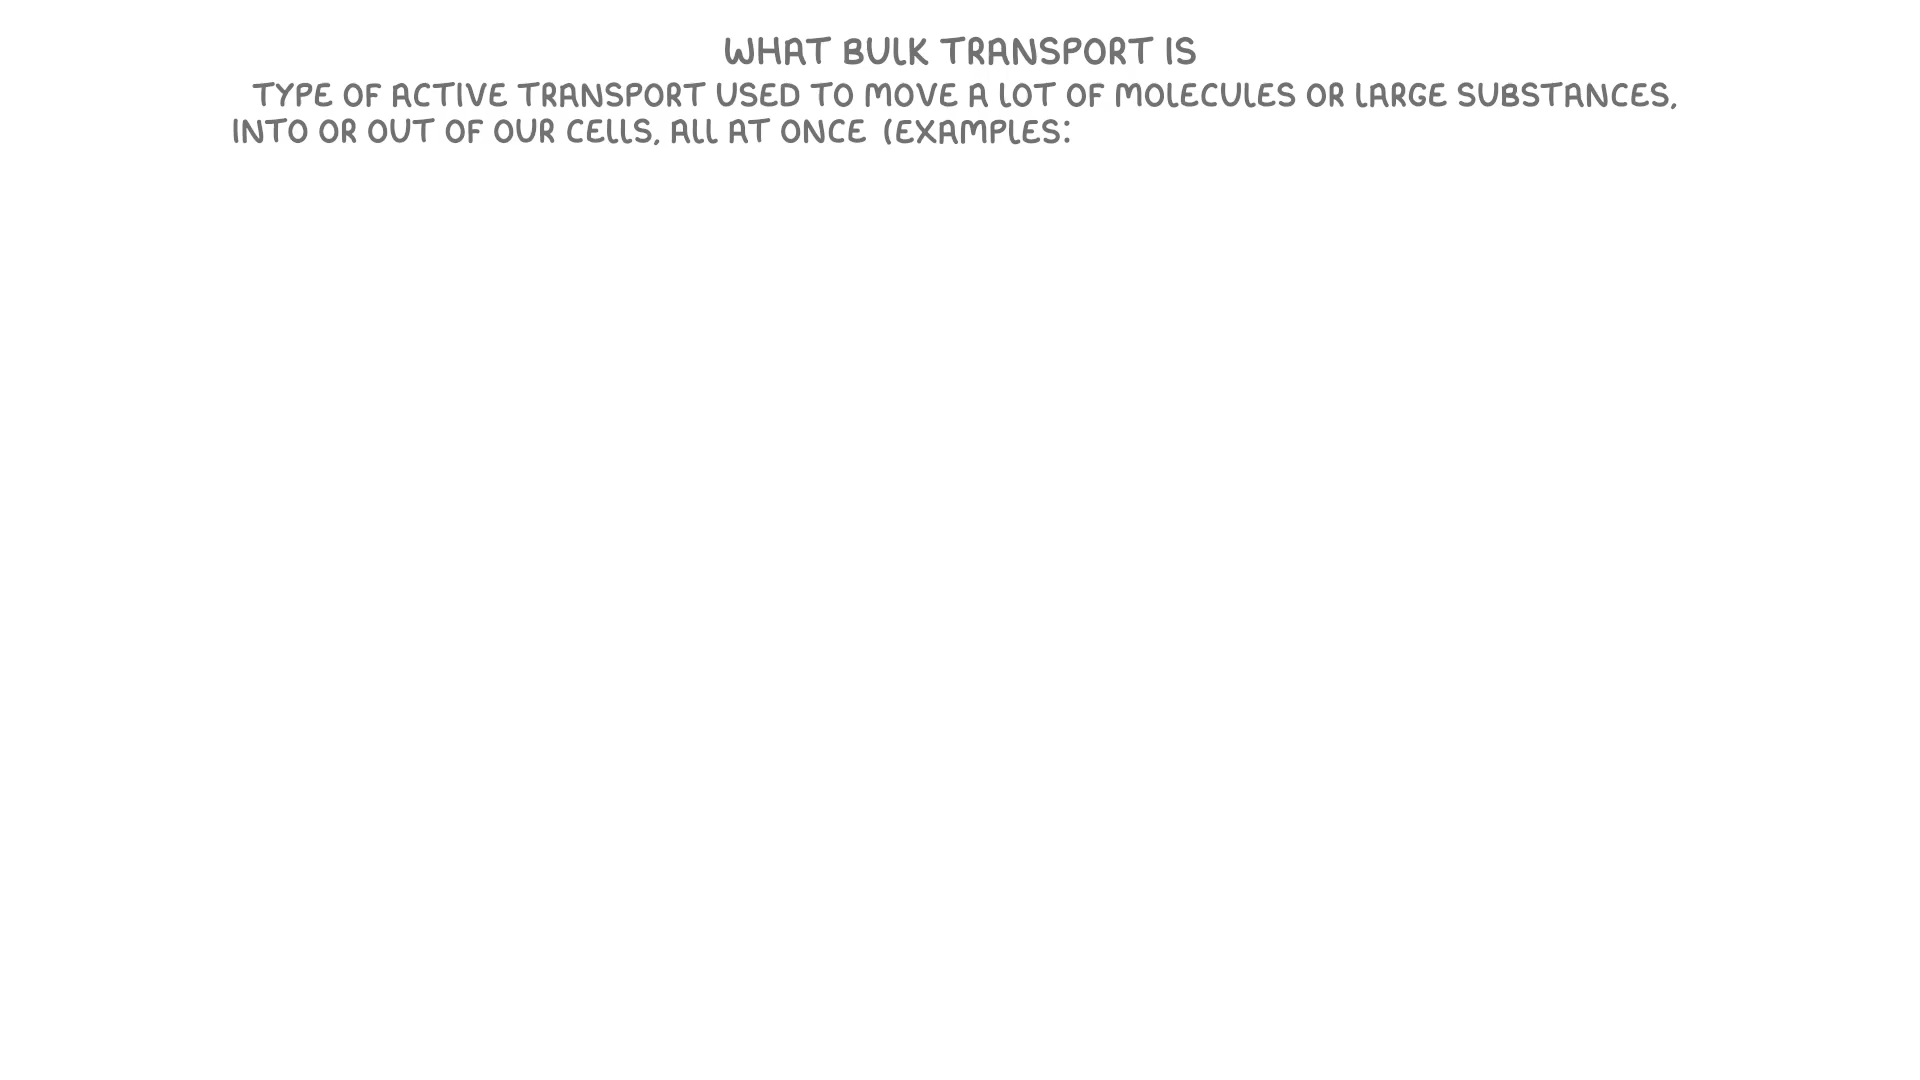 WHAT BULK TRANSPORT IS
TYPE OF ACTIVE TRANSPORT USED TO MOVE A LOT OF MOLECULES OR LARGE SUBSTANCES,
INTO OR OUT OF OUR CELLS, ALL AT ONCE (EXAMPLES: